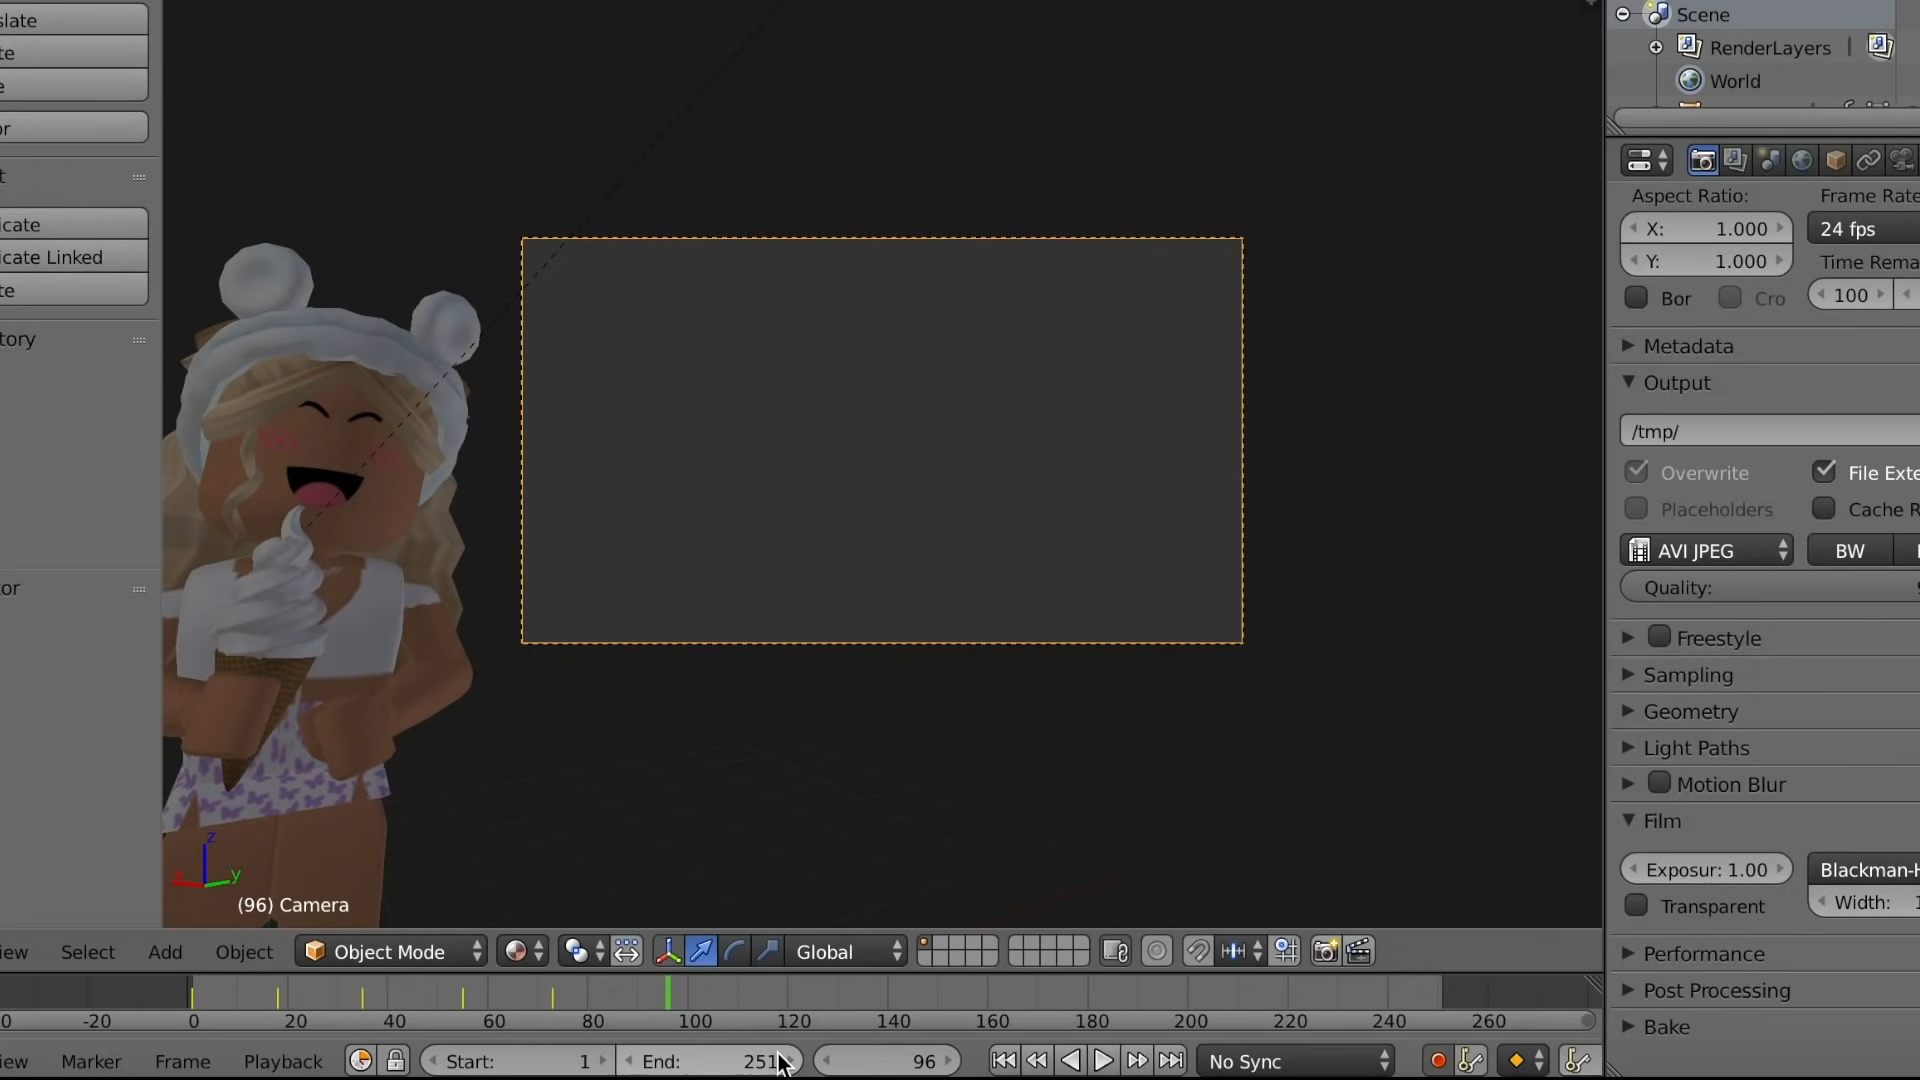 slate
te
e
or
t
icate
icate Linked
te
tory
or
z
y
(96) Camera
Scene
RenderLayers
World
Aspect Ratio:
Frame Rate
X: 1.000
24 fps
Y: 1.000
Time Rema
Bor
Cro
100
Metadata
Output
/tmp/
Overwrite
File Exte
Placeholders
Cache R
AVI JPEG
BW
Quality:
Freestyle
Sampling
Geometry
Light Paths
Motion Blur
Film
Exposur: 1.00
Blackman-H
Transparent
Width: 1
Performance
Post Processing
Bake
iew Select Add Object Object Mode Global
0 -20 0 20 40 60 80 100 120 140 160 180 200 220 240 260
iew Marker Frame Playback Start: 1 End: 251 96 No Sync